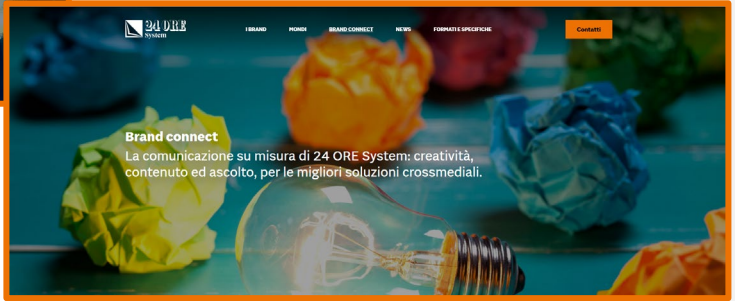 24 ORE
System
I BRAND
MONDI
BRAND CONNECT
NEWS
FORMATI E SPECIFICHE
Contatti
Brand connect
La comunicazione su misura di 24 ORE System: creatività,
contenuto ed ascolto, per le migliori soluzioni crossmediali.